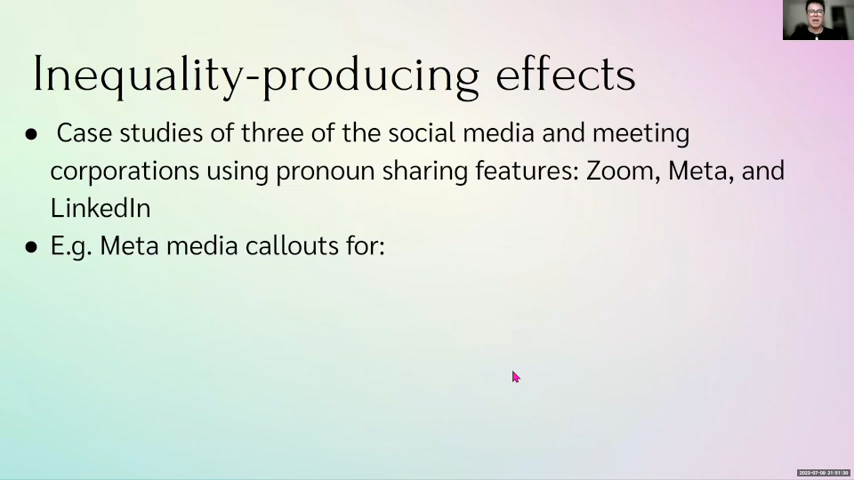 Inequality-producing effects
● Case studies of three of the social media and meeting
corporations using pronoun sharing features: Zoom, Meta, and
LinkedIn
● E.g. Meta media callouts for: